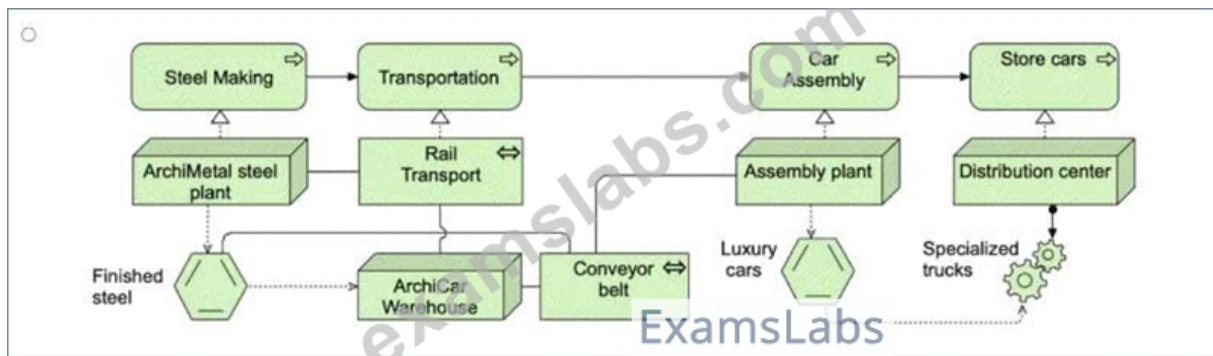 Steel Making
Transportation
Car
Assembly
Store cars
ArchiMetal steel
plant
Rail
Transport
Assembly plant
Distribution center
Finished
steel
ArchiCar
Warehouse
Conveyor
belt
Luxury
cars
Specialized
trucks
examslabs.com
ExamsLabs